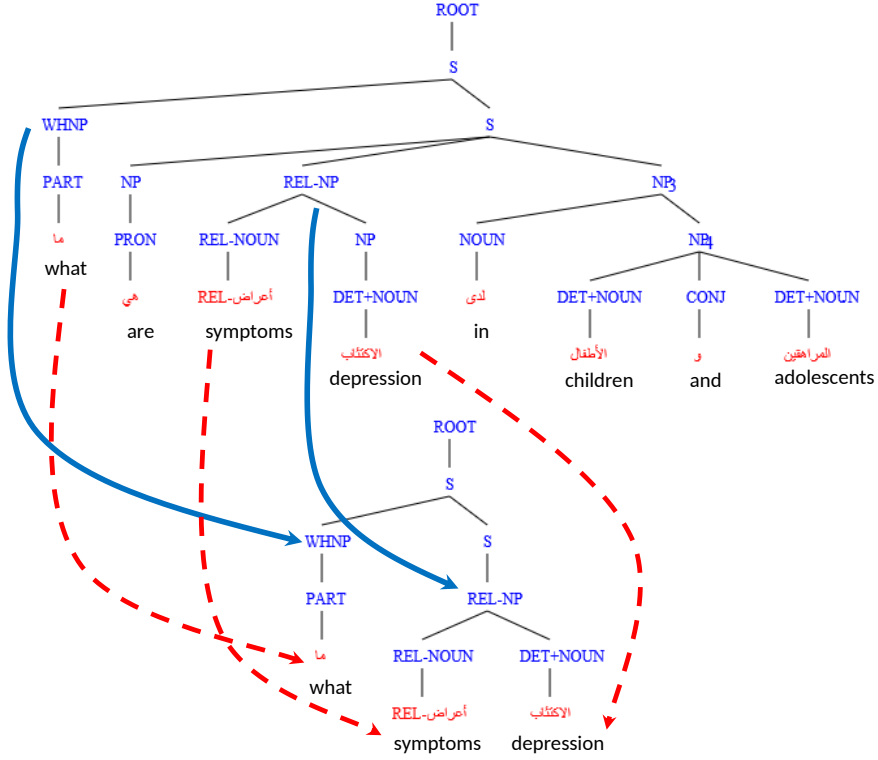 ROOT
S
WHNP S
PART NP REL-NP NP3
ما PRON REL-NOUN NP NOUN NP4
what
هي REL-أعراض DET+NOUN لدى DET+NOUN CONJ DET+NOUN
are symptoms in
الاكتئاب الأطفال و المراهقين
depression children and adolescents
ROOT
S
WHNP S
PART REL-NP
ما REL-NOUN DET+NOUN
what
REL-أعراض الاكتئاب
symptoms depression